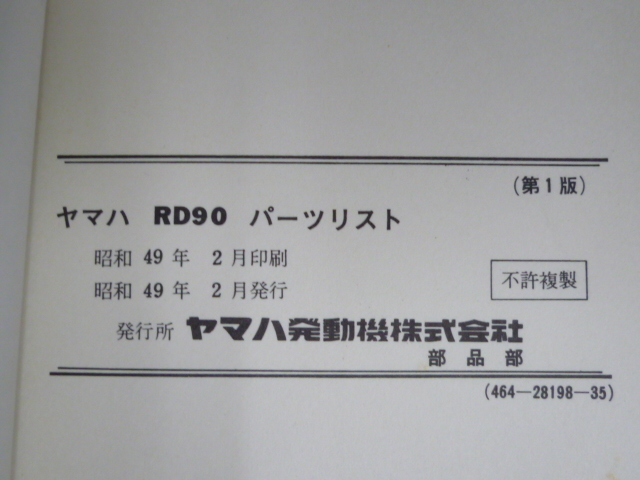 (第1版)
ヤマハ RD90 パーツリスト
昭和 49 年 2 月印刷
昭和 49 年 2 月発行
不許複製
発行所 ヤマハ発動機株式会社
部品部
(464—28198—35)